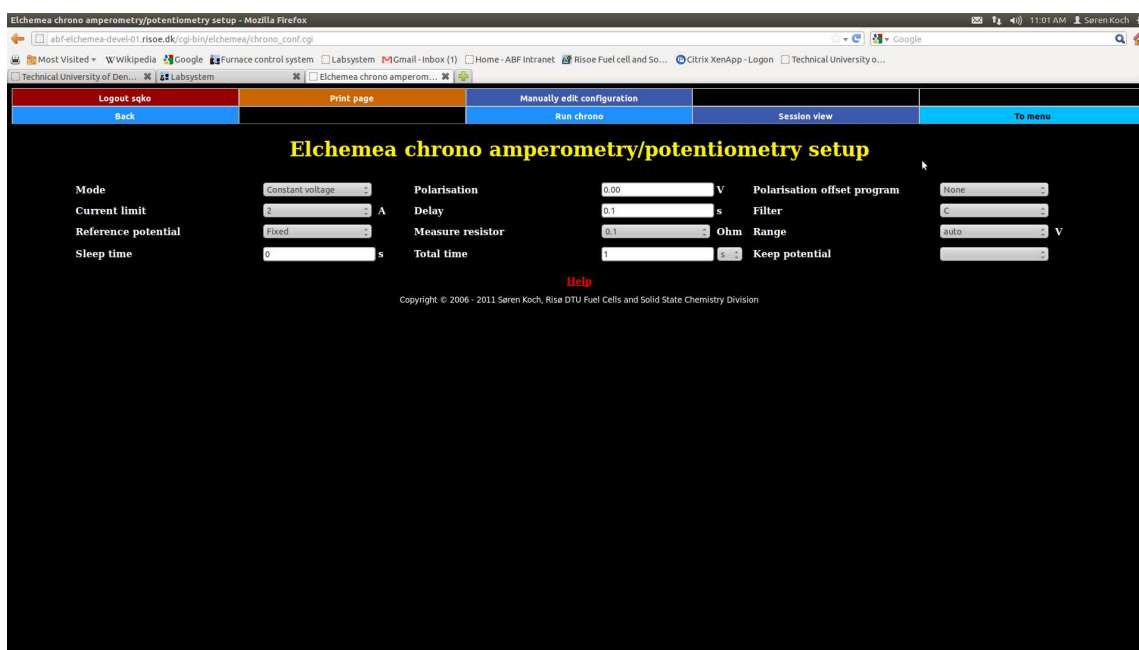 Elchemea chrono amperometry/potentiometry setup - Mozilla Firefox
11:01 AM Søren Koch
abf-elchemea-devel-01.risoe.dk/cgi-bin/elchemea/chrono_conf.cgi
Google
Most Visited Wikipedia Google Furnace control system Labsystem Gmail - Inbox (1) Home - ABF Intranet Risoe Fuel cell and So... Citrix XenApp - Logon Technical University o...
Technical University of Den... Labsystem Elchemea chrono amperom...
Logout sqko Print page Manually edit configuration
Back Run chrono Session view To menu
Elchemea chrono amperometry/potentiometry setup
Mode Constant voltage Polarisation 0.00 V Polarisation offset program None
Current limit 2 A Delay 0.1 s Filter C
Reference potential Fixed Measure resistor 0.1 Ohm Range auto V
Sleep time 0 s Total time 1 s Keep potential
Help
Copyright © 2006 - 2011 Søren Koch, Risø DTU Fuel Cells and Solid State Chemistry Division